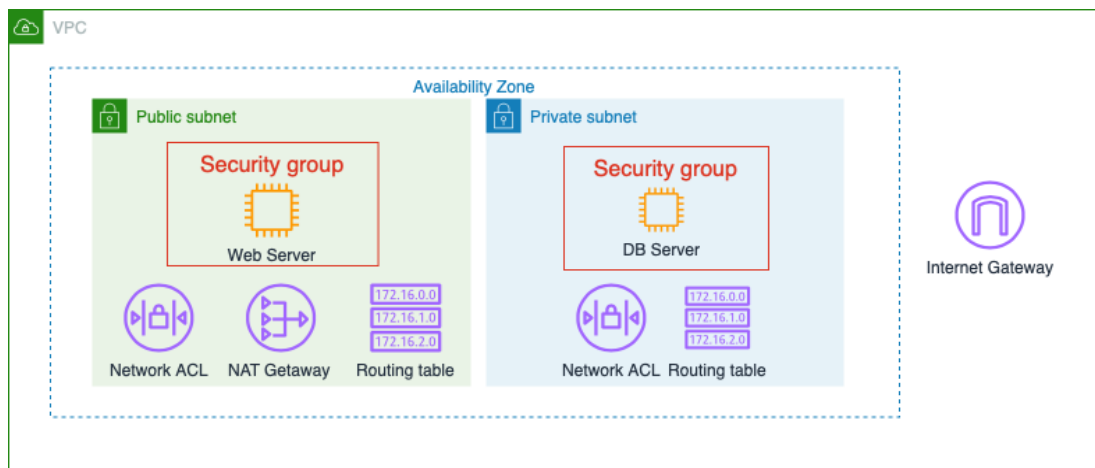 VPC
Availability Zone
Public subnet
Security group
Web Server
Network ACL
NAT Getaway
172.16.0.0
172.16.1.0
172.16.2.0
Routing table
Private subnet
Security group
DB Server
Network ACL
172.16.0.0
172.16.1.0
172.16.2.0
Routing table
Internet Gateway